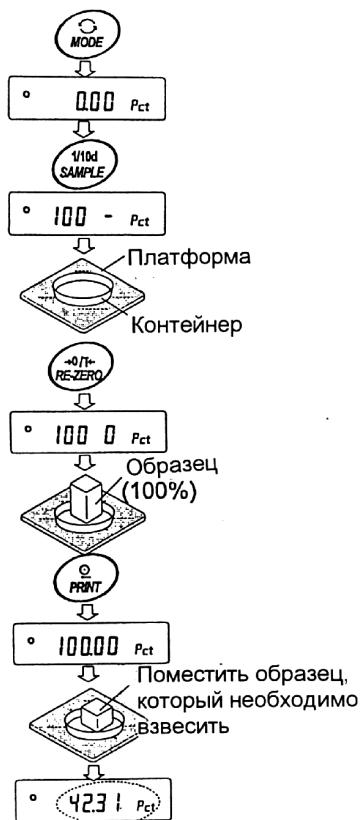 MODE
0.00 Pct
1/10d
SAMPLE
100 - Pct
Платформа
Контейнер
→0/T←
RE-ZERO
100 0 Pct
Образец
(100%)
PRINT
100.00 Pct
Поместить образец,
который необходимо
взвесить
42.31 Pct